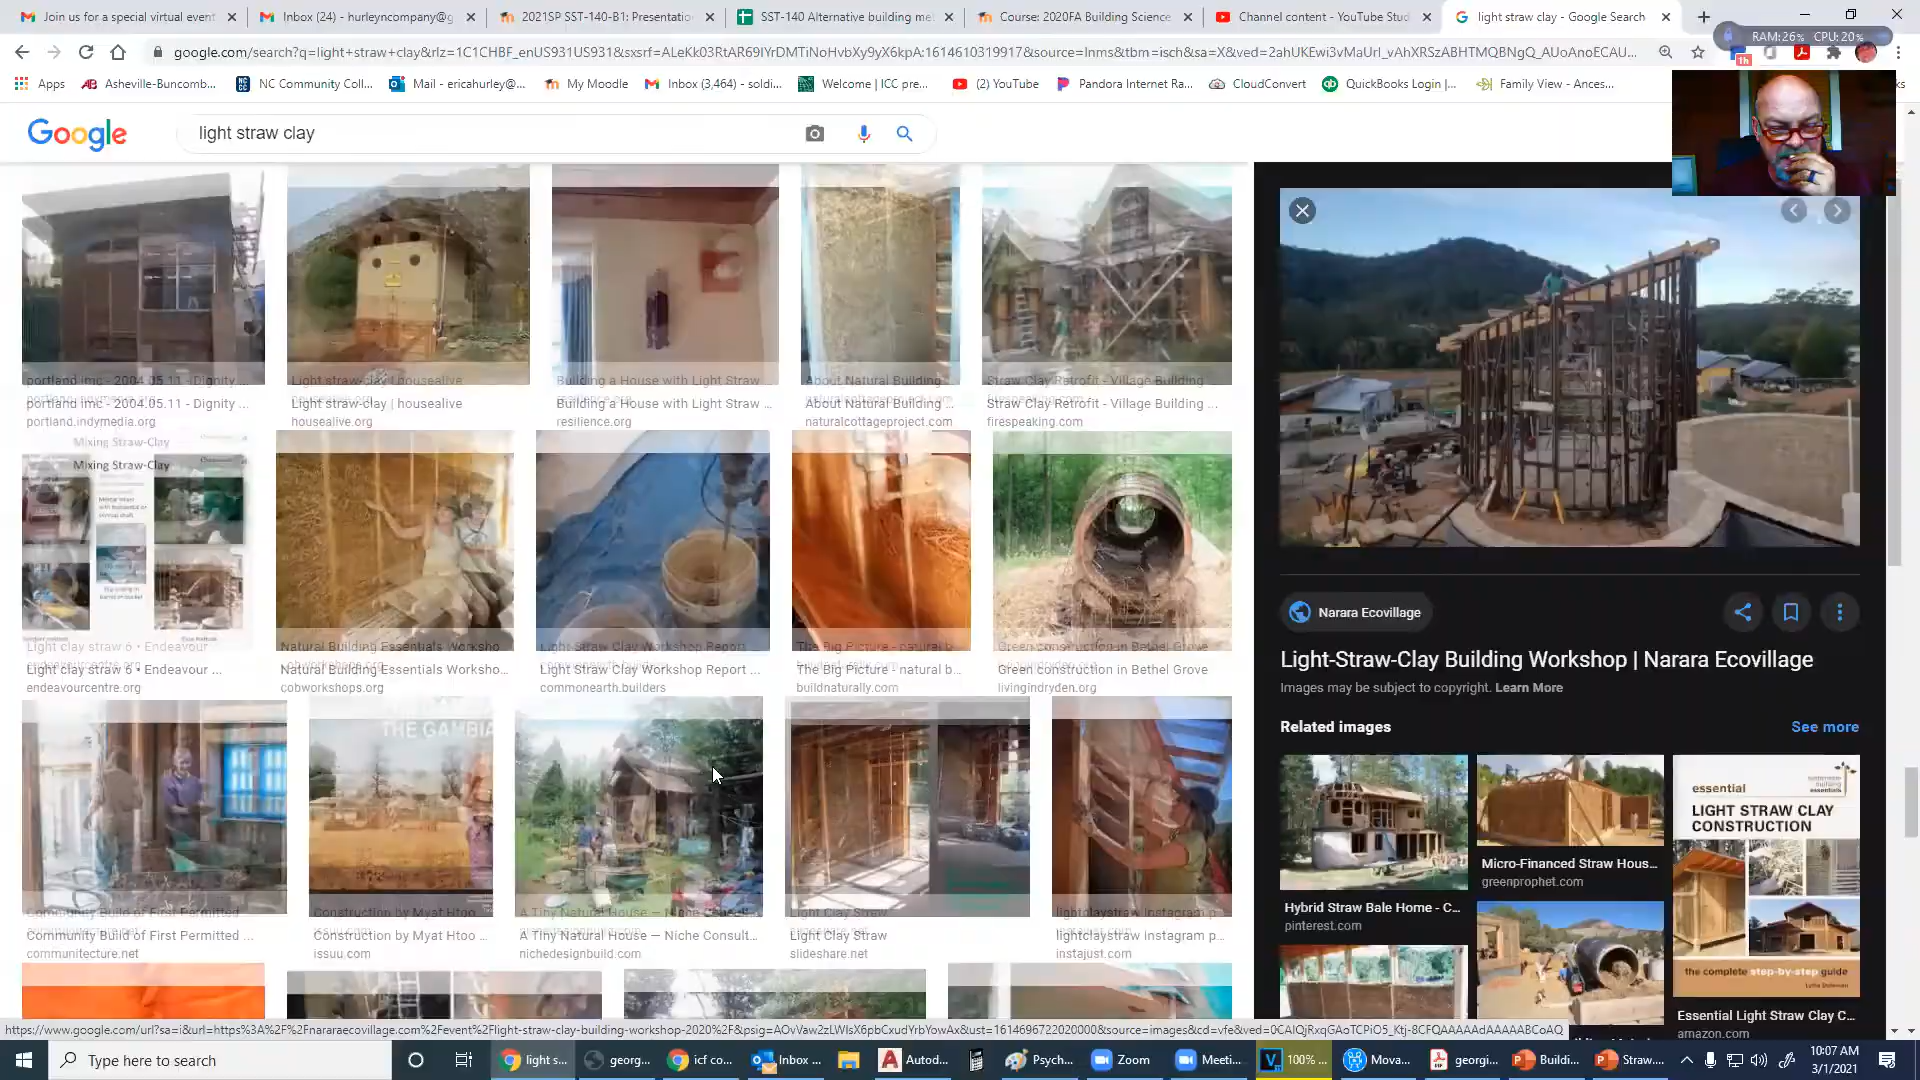 Join us for a special virtual event
Inbox (24) - hurleyncompany@g
2021SP SST-140-B1: Presentatio
SST-140 Alternative building me
Course: 2020FA Building Science
Channel content - YouTube Stud
light straw clay - Google Search
RAM:26% CPU: 20%
google.com/search?q=light+straw+clay&rlz=1C1CHBF_enUS931US931&sxsrf=ALeKk03RtAR69IYrDMTiNoHvbXy9yX6kpA:1614610319917&source=lnms&tbm=isch&sa=X&ved=2ahUKEwi3vMaUrI_vAhXRSzABHTMQBNgQ_AUoAnoECAU...
1h
Apps
Asheville-Buncomb...
NC Community Coll...
Mail - ericahurley@...
My Moodle
Inbox (3,464) - soldi...
Welcome | ICC pre...
(2) YouTube
Pandora Internet Ra...
CloudConvert
QuickBooks Login |...
Family View - Ances...
Google
light straw clay
portland imc - 2004.05.11 - Dignity ...
portland.indymedia.org
Light straw-clay | housealive
housealive.org
Building a House with Light Straw ...
resilience.org
About Natural Building ...
naturalcottageproject.com
Straw Clay Retrofit - Village Building ...
firespeaking.com
Mixing Straw-Clay
Mixing Straw-Clay
Light clay straw 6 • Endeavour ...
endeavourcentre.org
Natural Building Essentials Worksho...
cobworkshops.org
Light Straw Clay Workshop Report ...
commonearth.builders
The Big Picture - natural b...
buildnaturally.com
Green construction in Bethel Grove
livingindryden.org
THE GAMBIA
Community Build of First Permitted ...
communitecture.net
Construction by Myat Htoo ...
issuu.com
A Tiny Natural House — Niche Consult...
nichedesignbuild.com
Light Clay Straw
slideshare.net
lightclaystraw instagram p...
instajust.com
Narara Ecovillage
Light-Straw-Clay Building Workshop | Narara Ecovillage
Images may be subject to copyright. Learn More
Related images
See more
Hybrid Straw Bale Home - C...
pinterest.com
Micro-Financed Straw Hous...
greenprophet.com
essential
LIGHT STRAW CLAY
CONSTRUCTION
the complete step-by-step guide
Essential Light Straw Clay C...
amazon.com
https://www.google.com/url?sa=i&url=https%3A%2F%2Fnararaecovillage.com%2Fevent%2Flight-straw-clay-building-workshop-2020%2F&psig=AOvVaw2zLWIsX6pbCxudYrbYowAx&ust=1614696722020000&source=images&cd=vfe&ved=0CAIQjRxqGAoTCPiO5_Ktj-8CFQAAAAAdAAAAABCoAQ
Type here to search
light s...
georg...
icf co...
Inbox ...
Autod...
Psych...
Zoom
Meeti...
100% ...
Mova...
georgi...
Buildi...
Straw....
10:07 AM
3/1/2021